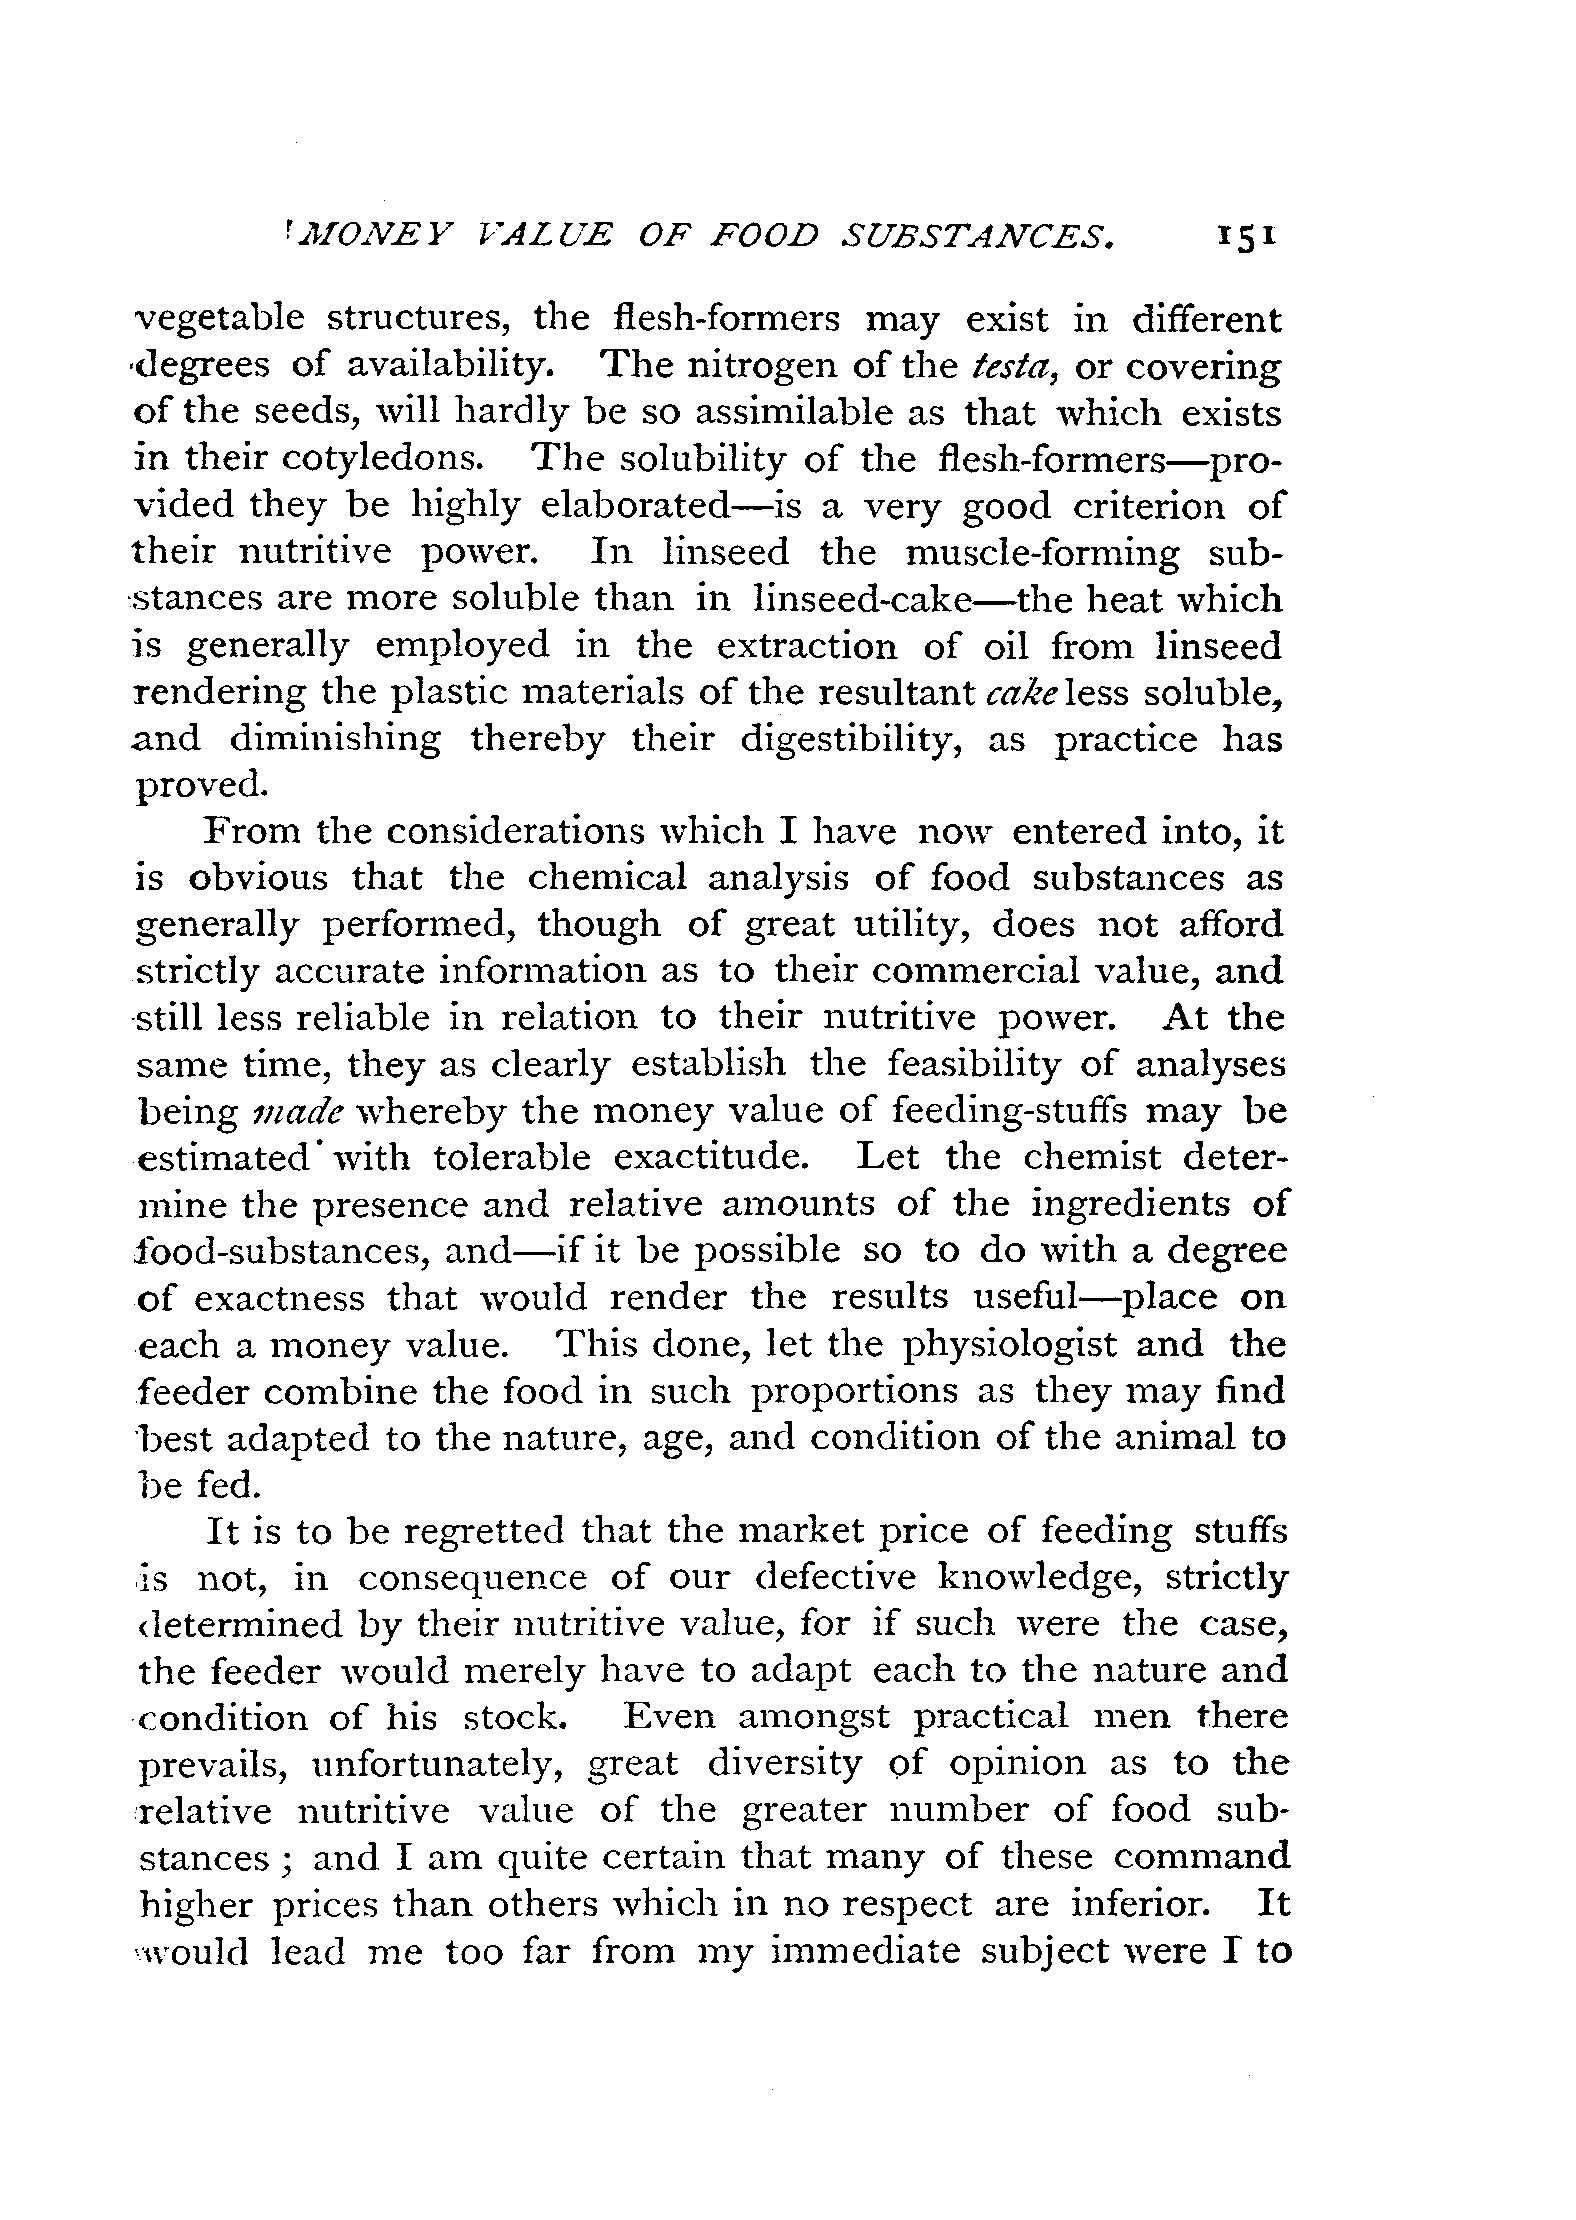 MONEY VALUE OF FOOD SUBSTANCES. 151
vegetable structures, the flesh-formers may exist in different
degrees of availability. The nitrogen of the testa, or covering
of the seeds, will hardly be so assimilable as that which exists
in their cotyledons. The solubility of the flesh-formers—pro-
vided they be highly elaborated—is a very good criterion of
their nutritive power. In linseed the muscle-forming sub-
stances are more soluble than in linseed-cake—the heat which
is generally employed in the extraction of oil from linseed
rendering the plastic materials of the resultant cake less soluble,
and diminishing thereby their digestibility, as practice has
proved.
From the considerations which I have now entered into, it
is obvious that the chemical analysis of food substances as
generally performed, though of great utility, does not afford
strictly accurate information as to their commercial value, and
still less reliable in relation to their nutritive power. At the
same time, they as clearly establish the feasibility of analyses
being made whereby the money value of feeding-stuffs may be
estimated with tolerable exactitude. Let the chemist deter-
mine the presence and relative amounts of the ingredients of
food-substances, and—if it be possible so to do with a degree
of exactness that would render the results useful—place on
each a money value. This done, let the physiologist and the
feeder combine the food in such proportions as they may find
best adapted to the nature, age, and condition of the animal to
be fed.
It is to be regretted that the market price of feeding stuffs
is not, in consequence of our defective knowledge, strictly
determined by their nutritive value, for if such were the case,
the feeder would merely have to adapt each to the nature and
condition of his stock. Even amongst practical men there
prevails, unfortunately, great diversity of opinion as to the
relative nutritive value of the greater number of food sub-
stances ; and I am quite certain that many of these command
higher prices than others which in no respect are inferior. It
would lead me too far from my immediate subject were I to